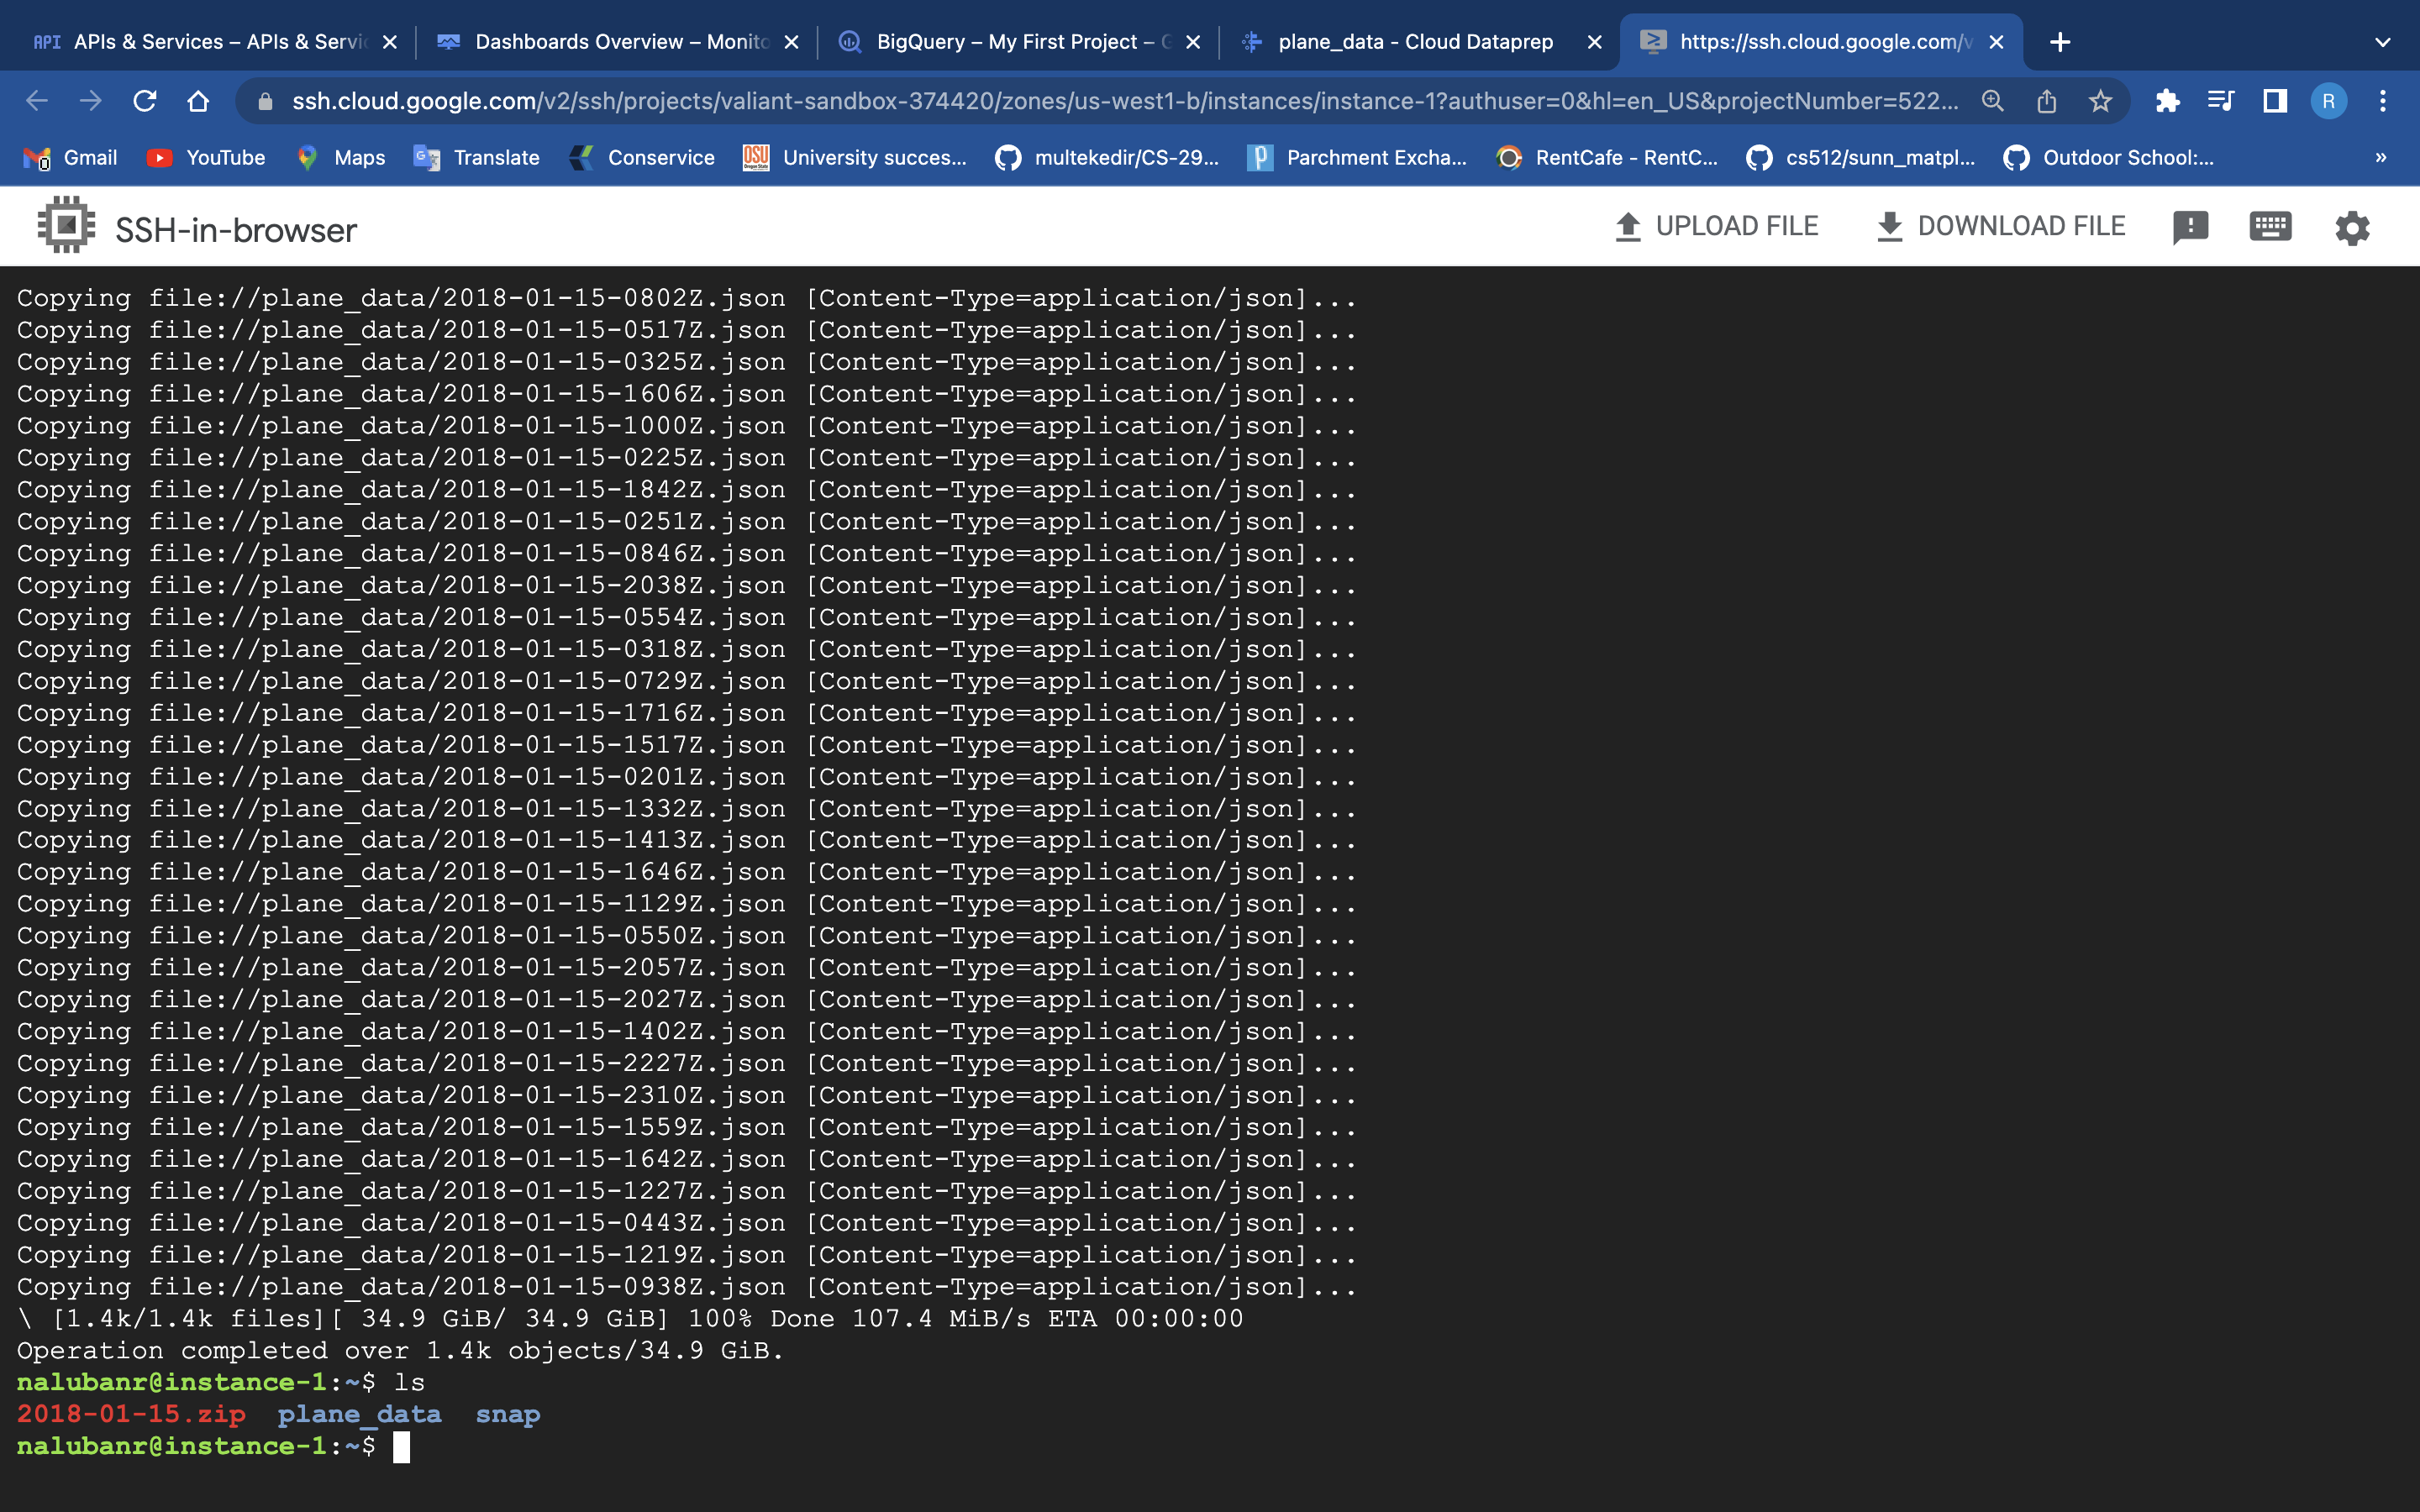 API APIs & Services – APIs & Servic
Dashboards Overview – Monito
BigQuery – My First Project – G
plane_data - Cloud Dataprep
https://ssh.cloud.google.com/v
ssh.cloud.google.com/v2/ssh/projects/valiant-sandbox-374420/zones/us-west1-b/instances/instance-1?authuser=0&hl=en_US&projectNumber=522... R
Gmail YouTube Maps Translate Conservice University succes... multekedir/CS-29... Parchment Excha... RentCafe - RentC... cs512/sunn_matpl... Outdoor School:... »
SSH-in-browser UPLOAD FILE DOWNLOAD FILE
Copying file://plane_data/2018-01-15-0802Z.json [Content-Type=application/json]...
Copying file://plane_data/2018-01-15-0517Z.json [Content-Type=application/json]...
Copying file://plane_data/2018-01-15-0325Z.json [Content-Type=application/json]...
Copying file://plane_data/2018-01-15-1606Z.json [Content-Type=application/json]...
Copying file://plane_data/2018-01-15-1000Z.json [Content-Type=application/json]...
Copying file://plane_data/2018-01-15-0225Z.json [Content-Type=application/json]...
Copying file://plane_data/2018-01-15-1842Z.json [Content-Type=application/json]...
Copying file://plane_data/2018-01-15-0251Z.json [Content-Type=application/json]...
Copying file://plane_data/2018-01-15-0846Z.json [Content-Type=application/json]...
Copying file://plane_data/2018-01-15-2038Z.json [Content-Type=application/json]...
Copying file://plane_data/2018-01-15-0554Z.json [Content-Type=application/json]...
Copying file://plane_data/2018-01-15-0318Z.json [Content-Type=application/json]...
Copying file://plane_data/2018-01-15-0729Z.json [Content-Type=application/json]...
Copying file://plane_data/2018-01-15-1716Z.json [Content-Type=application/json]...
Copying file://plane_data/2018-01-15-1517Z.json [Content-Type=application/json]...
Copying file://plane_data/2018-01-15-0201Z.json [Content-Type=application/json]...
Copying file://plane_data/2018-01-15-1332Z.json [Content-Type=application/json]...
Copying file://plane_data/2018-01-15-1413Z.json [Content-Type=application/json]...
Copying file://plane_data/2018-01-15-1646Z.json [Content-Type=application/json]...
Copying file://plane_data/2018-01-15-1129Z.json [Content-Type=application/json]...
Copying file://plane_data/2018-01-15-0550Z.json [Content-Type=application/json]...
Copying file://plane_data/2018-01-15-2057Z.json [Content-Type=application/json]...
Copying file://plane_data/2018-01-15-2027Z.json [Content-Type=application/json]...
Copying file://plane_data/2018-01-15-1402Z.json [Content-Type=application/json]...
Copying file://plane_data/2018-01-15-2227Z.json [Content-Type=application/json]...
Copying file://plane_data/2018-01-15-2310Z.json [Content-Type=application/json]...
Copying file://plane_data/2018-01-15-1559Z.json [Content-Type=application/json]...
Copying file://plane_data/2018-01-15-1642Z.json [Content-Type=application/json]...
Copying file://plane_data/2018-01-15-1227Z.json [Content-Type=application/json]...
Copying file://plane_data/2018-01-15-0443Z.json [Content-Type=application/json]...
Copying file://plane_data/2018-01-15-1219Z.json [Content-Type=application/json]...
Copying file://plane_data/2018-01-15-0938Z.json [Content-Type=application/json]...
\ [1.4k/1.4k files][ 34.9 GiB/ 34.9 GiB] 100% Done 107.4 MiB/s ETA 00:00:00
Operation completed over 1.4k objects/34.9 GiB.
nalubanr@instance-1:~$ ls
2018-01-15.zip plane_data snap
nalubanr@instance-1:~$